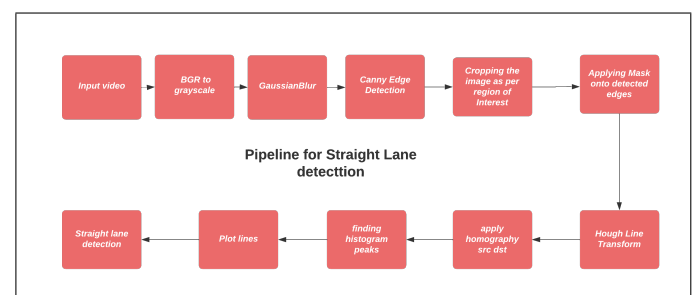 Input video
BGR to
grayscale
GaussianBlur
Canny Edge
Detection
Cropping the
image as per
region of
Interest
Applying Mask
onto detected
edges
Pipeline for Straight Lane
detecttion
Straight lane
detection
Plot lines
finding
histogram
peaks
apply
homography
src dst
Hough Line
Transform